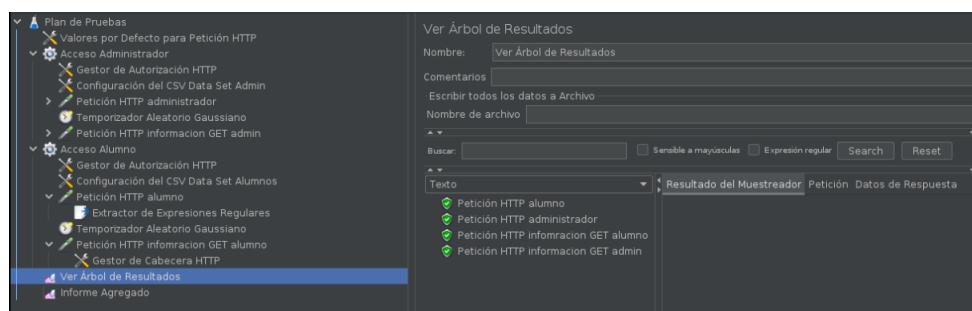 Plan de Pruebas
Valores por Defecto para Petición HTTP
Acceso Administrador
Gestor de Autorización HTTP
Configuración del CSV Data Set Admin
Petición HTTP administrador
Temporizador Aleatorio Gaussiano
Petición HTTP informacion GET admin
Acceso Alumno
Gestor de Autorización HTTP
Configuración del CSV Data Set Alumnos
Petición HTTP alumno
Extractor de Expresiones Regulares
Temporizador Aleatorio Gaussiano
Petición HTTP infomracion GET alumno
Gestor de Cabecera HTTP
Ver Árbol de Resultados
Informe Agregado
Ver Árbol de Resultados
Nombre: Ver Árbol de Resultados
Comentarios
Escribir todos los datos a Archivo
Nombre de archivo
Buscar: Sensible a mayúsculas Expresión regular Search Reset
Texto
Resultado del Muestreador Petición Datos de Respuesta
Petición HTTP alumno
Petición HTTP administrador
Petición HTTP infomracion GET alumno
Petición HTTP informacion GET admin